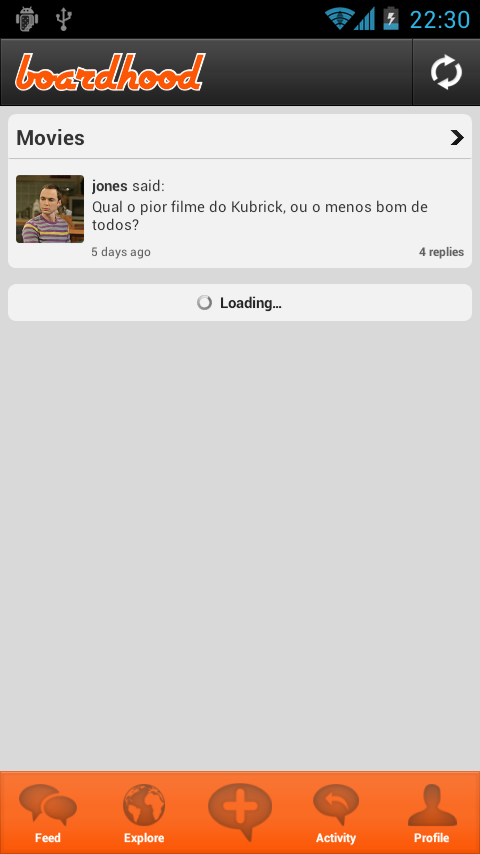 22:30
boardhood
Movies
jones said:
Qual o pior filme do Kubrick, ou o menos bom de
todos?
5 days ago 4 replies
Loading...
Feed Explore Activity Profile